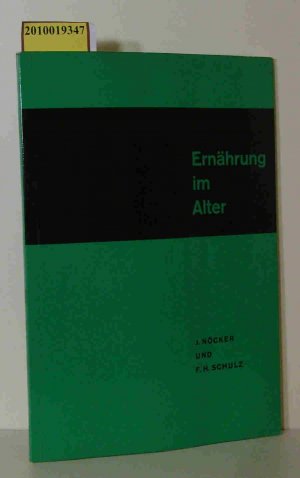 2010019347
Ernährung
im
Alter
J. NÖCKER
UND
F. H. SCHULZ